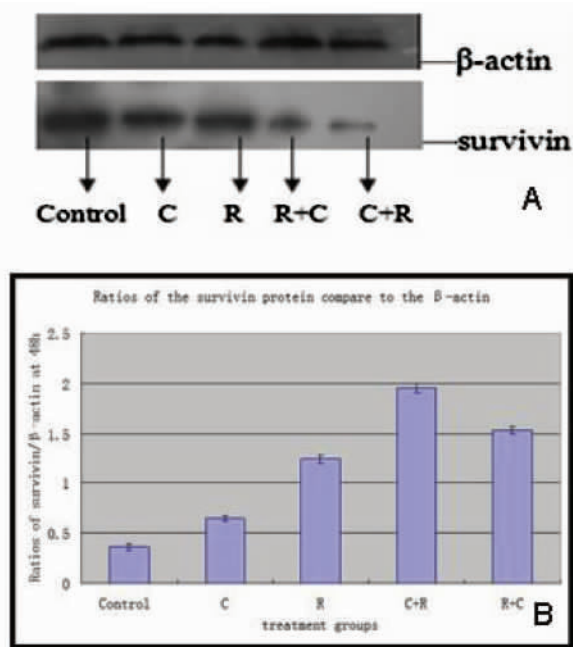 β-actin
survivin
Control C R R+C C+R
A
Ratios of the survivin protein compare to the β-actin
Ratios of survivin/β-actin at 48h
2.5
2
1.5
1
0.5
0
Control C R C+R R+C
treatment groups
B